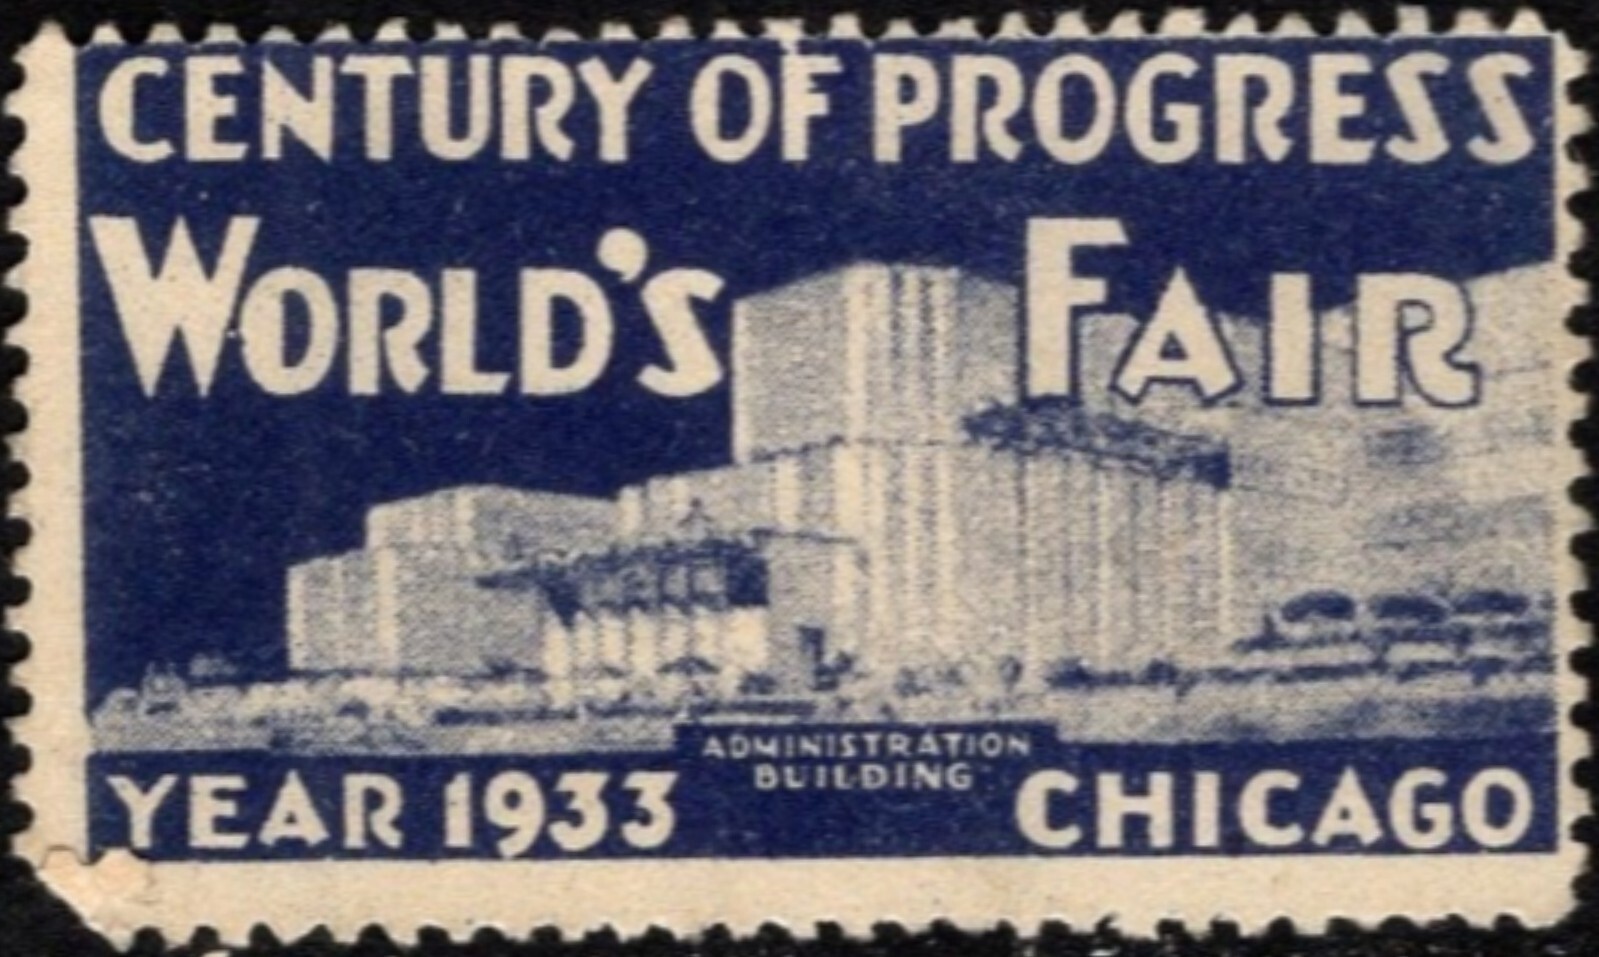 CENTURY OF PROGRESS
WORLD'S FAIR
ADMINISTRATION
BUILDING
YEAR 1933 CHICAGO